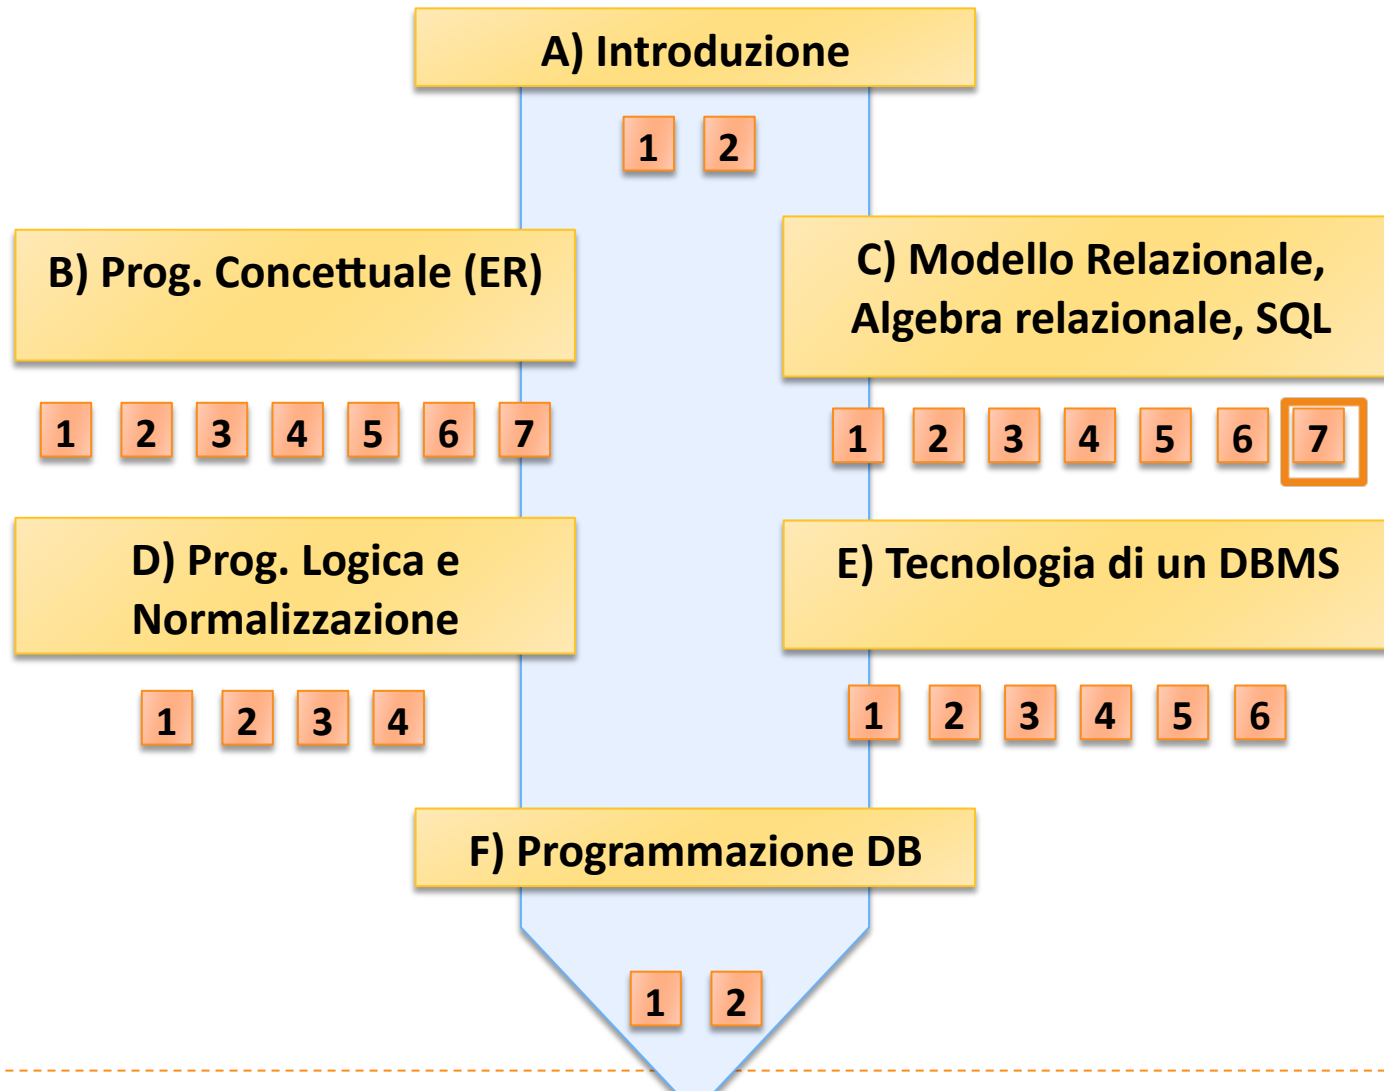 A) Introduzione
1 2
B) Prog. Concettuale (ER)
1 2 3 4 5 6 7
C) Modello Relazionale,
Algebra relazionale, SQL
1 2 3 4 5 6 7
D) Prog. Logica e
Normalizzazione
1 2 3 4
E) Tecnologia di un DBMS
1 2 3 4 5 6
F) Programmazione DB
1 2